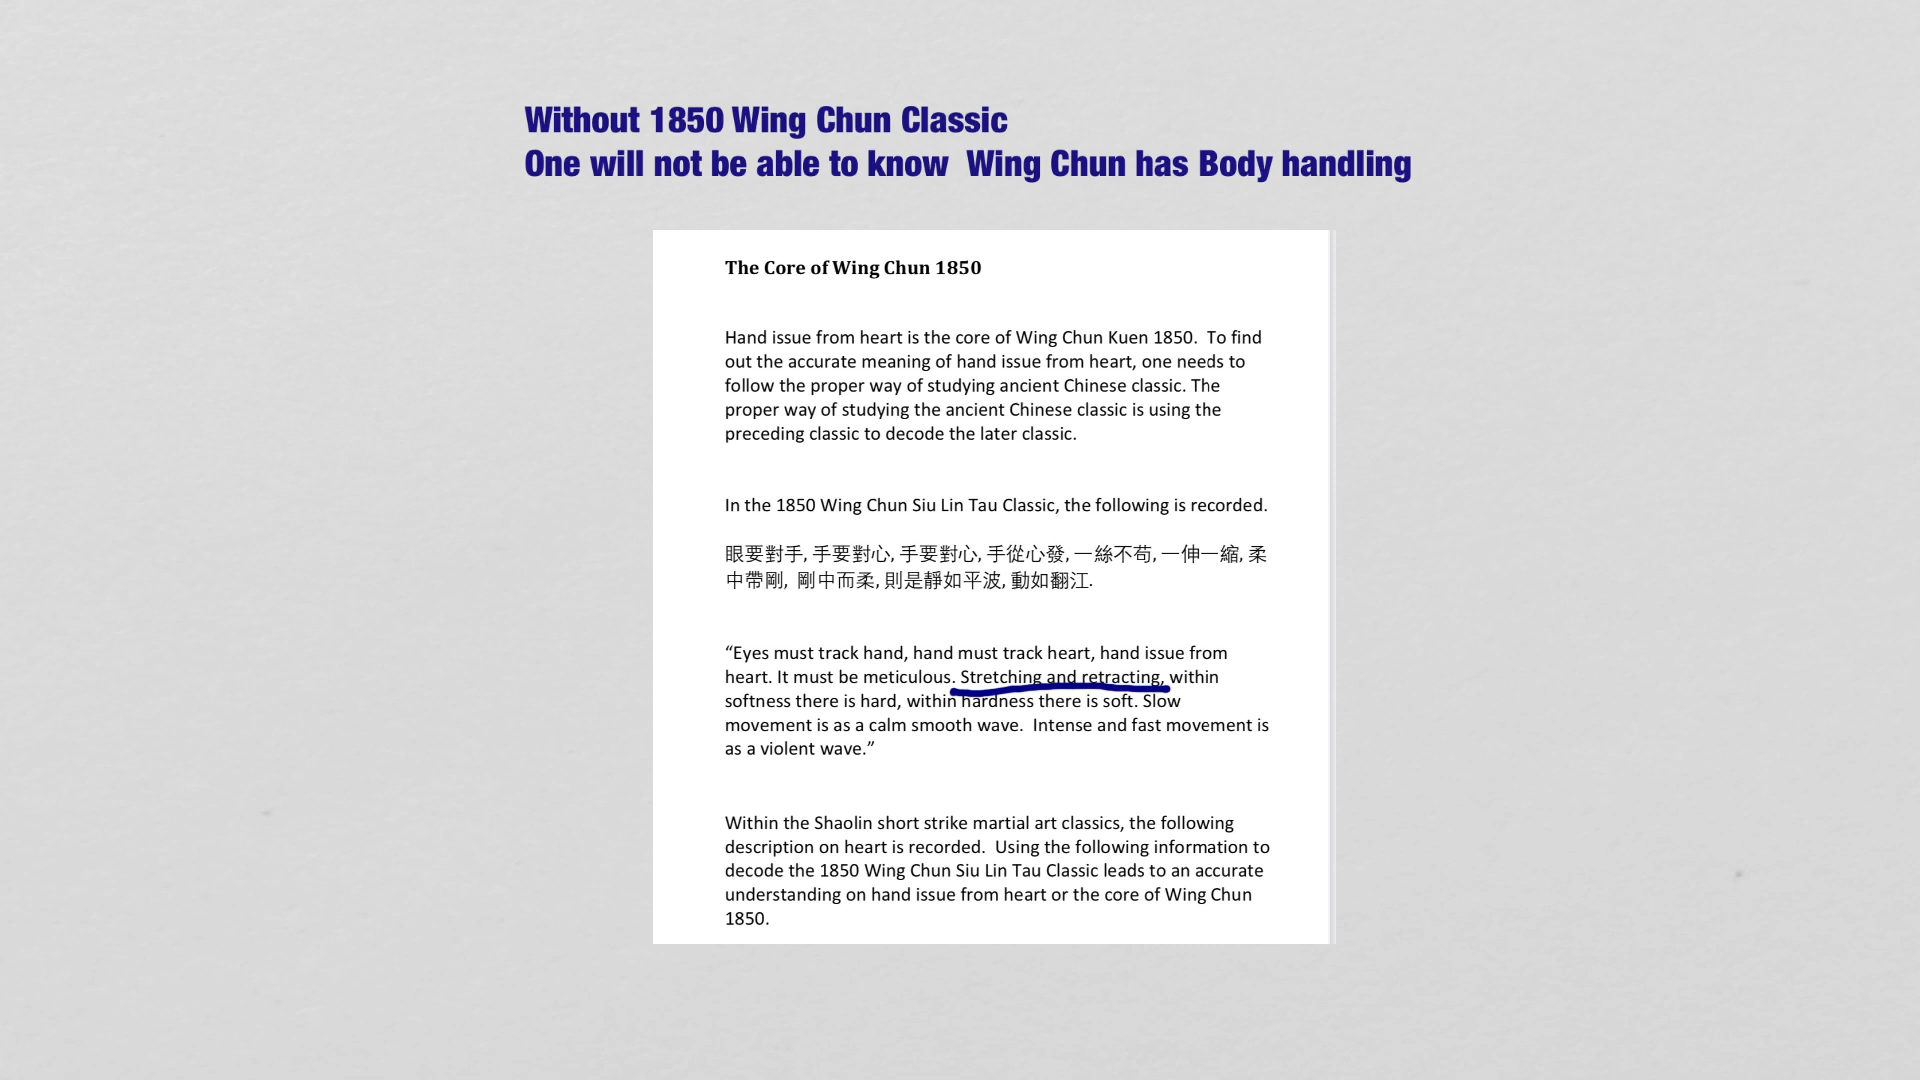 Without 1850 Wing Chun Classic
One will not be able to know  Wing Chun has Body handling
The Core of Wing Chun 1850
Hand issue from heart is the core of Wing Chun Kuen 1850.  To find
out the accurate meaning of hand issue from heart, one needs to
follow the proper way of studying ancient Chinese classic. The
proper way of studying the ancient Chinese classic is using the
preceding classic to decode the later classic.
In the 1850 Wing Chun Siu Lin Tau Classic, the following is recorded.
眼要對手, 手要對心, 手要對心, 手從心發, 一絲不苟, 一伸一縮, 柔
中帶剛,  剛中而柔, 則是靜如平波, 動如翻江.
“Eyes must track hand, hand must track heart, hand issue from
heart. It must be meticulous. Stretching and retracting, within
softness there is hard, within hardness there is soft. Slow
movement is as a calm smooth wave.  Intense and fast movement is
as a violent wave.”
Within the Shaolin short strike martial art classics, the following
description on heart is recorded.  Using the following information to
decode the 1850 Wing Chun Siu Lin Tau Classic leads to an accurate
understanding on hand issue from heart or the core of Wing Chun
1850.